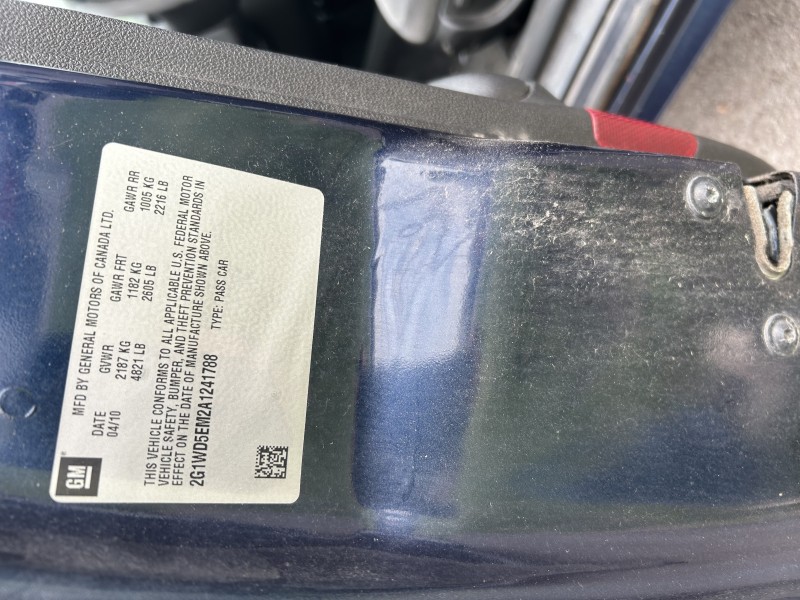 GM
MFD BY GENERAL MOTORS OF CANADA LTD.
DATE GVWR GAWR FRT GAWR RR
04/10 2187 KG 1182 KG 1005 KG
4821 LB 2605 LB 2216 LB
THIS VEHICLE CONFORMS TO ALL APPLICABLE U.S. FEDERAL MOTOR
VEHICLE SAFETY, BUMPER, AND THEFT PREVENTION STANDARDS IN
EFFECT ON THE DATE OF MANUFACTURE SHOWN ABOVE.
2G1WD5EM2A1241788 TYPE: PASS CAR